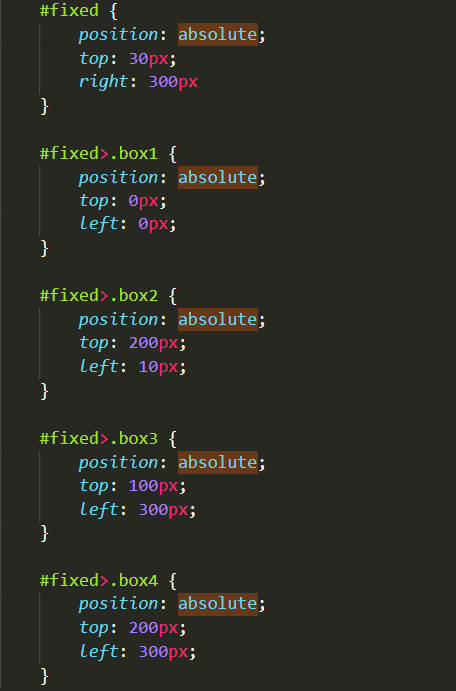 #fixed {
    position: absolute;
    top: 30px;
    right: 300px
}

#fixed>.box1 {
    position: absolute;
    top: 0px;
    left: 0px;
}

#fixed>.box2 {
    position: absolute;
    top: 200px;
    left: 10px;
}

#fixed>.box3 {
    position: absolute;
    top: 100px;
    left: 300px;
}

#fixed>.box4 {
    position: absolute;
    top: 200px;
    left: 300px;
}